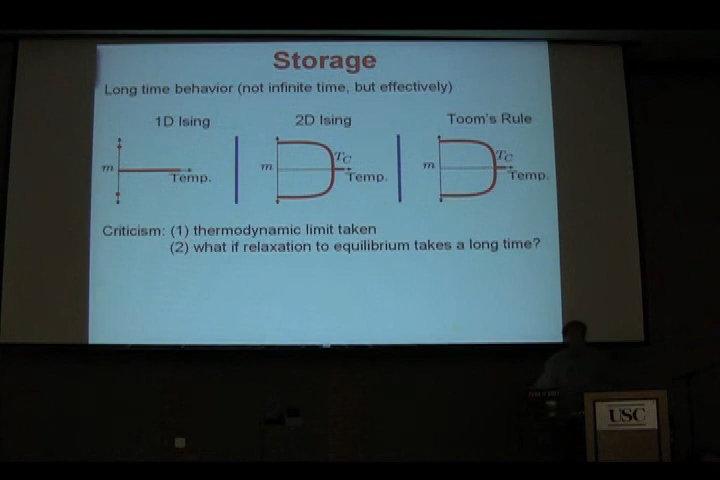 Storage
Long time behavior (not infinite time, but effectively)
1D Ising
2D Ising
Toom's Rule
m
Temp.
m
T_C
Temp.
m
T_C
Temp.
Criticism: (1) thermodynamic limit taken
(2) what if relaxation to equilibrium takes a long time?
USC